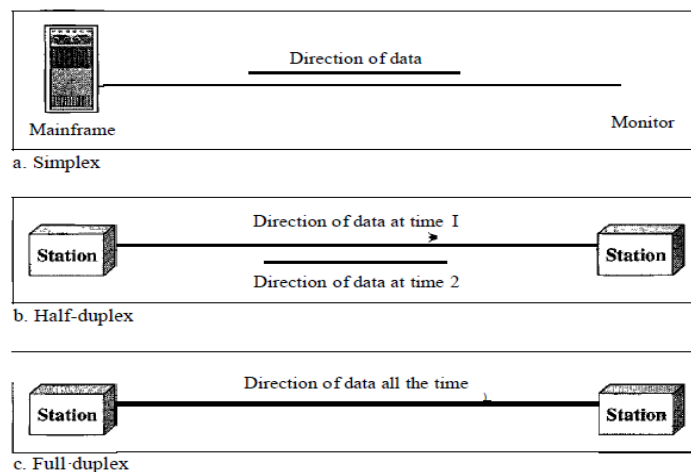 Direction of data
Mainframe
Monitor
a. Simplex
Direction of data at time I
Station
Station
Direction of data at time 2
b. Half-duplex
Direction of data all the time
Station
Station
c. Full·duplex